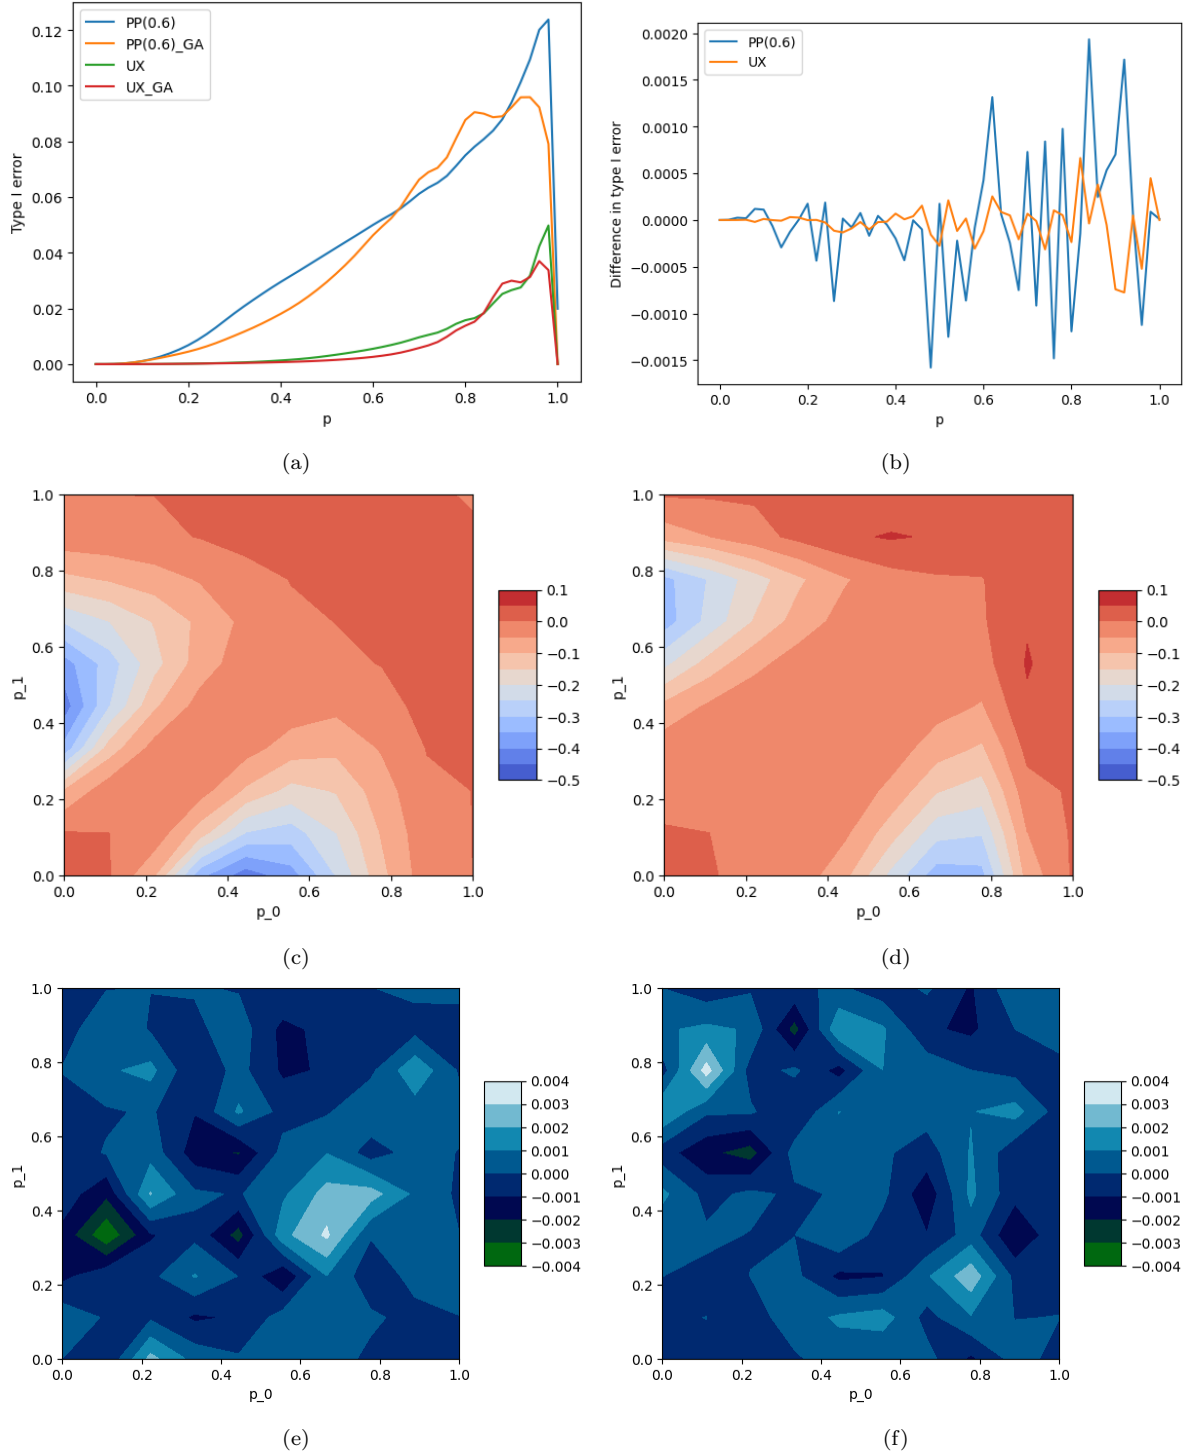 PP(0.6)
PP(0.6)_GA
UX
UX_GA
Type I error
0.12
0.10
0.08
0.06
0.04
0.02
0.00
0.0 0.2 0.4 0.6 0.8 1.0
p
(a)
PP(0.6)
UX
Difference in type I error
0.0020
0.0015
0.0010
0.0005
0.0000
−0.0005
−0.0010
−0.0015
0.0 0.2 0.4 0.6 0.8 1.0
p
(b)
p_1
1.0
0.8
0.6
0.4
0.2
0.0
0.0 0.2 0.4 0.6 0.8 1.0
p_0
0.1
0.0
−0.1
−0.2
−0.3
−0.4
−0.5
(c)
p_1
1.0
0.8
0.6
0.4
0.2
0.0
0.0 0.2 0.4 0.6 0.8 1.0
p_0
0.1
0.0
−0.1
−0.2
−0.3
−0.4
−0.5
(d)
p_1
1.0
0.8
0.6
0.4
0.2
0.0
0.0 0.2 0.4 0.6 0.8 1.0
p_0
0.004
0.003
0.002
0.001
0.000
−0.001
−0.002
−0.003
−0.004
(e)
p_1
1.0
0.8
0.6
0.4
0.2
0.0
0.0 0.2 0.4 0.6 0.8 1.0
p_0
0.004
0.003
0.002
0.001
0.000
−0.001
−0.002
−0.003
−0.004
(f)